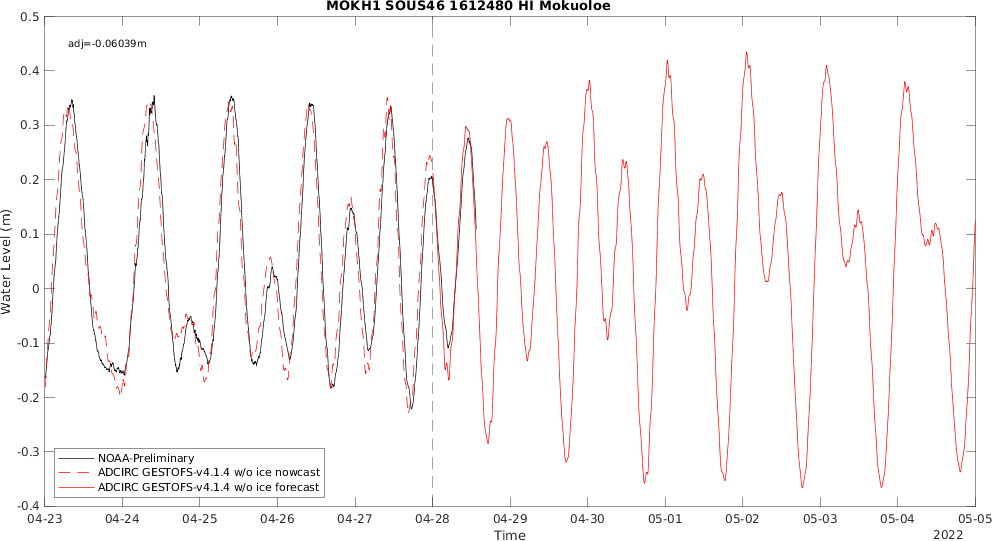 MOKH1 SOUS46 1612480 HI Mokuoloe
adj=-0.06039m
0.5
0.4
0.3
0.2
0.1
0
-0.1
-0.2
-0.3
-0.4
Water Level (m)
NOAA-Preliminary
ADCIRC GESTOFS-v4.1.4 w/o ice nowcast
ADCIRC GESTOFS-v4.1.4 w/o ice forecast
04-23 04-24 04-25 04-26 04-27 04-28 04-29 04-30 05-01 05-02 05-03 05-04 05-05
Time
2022